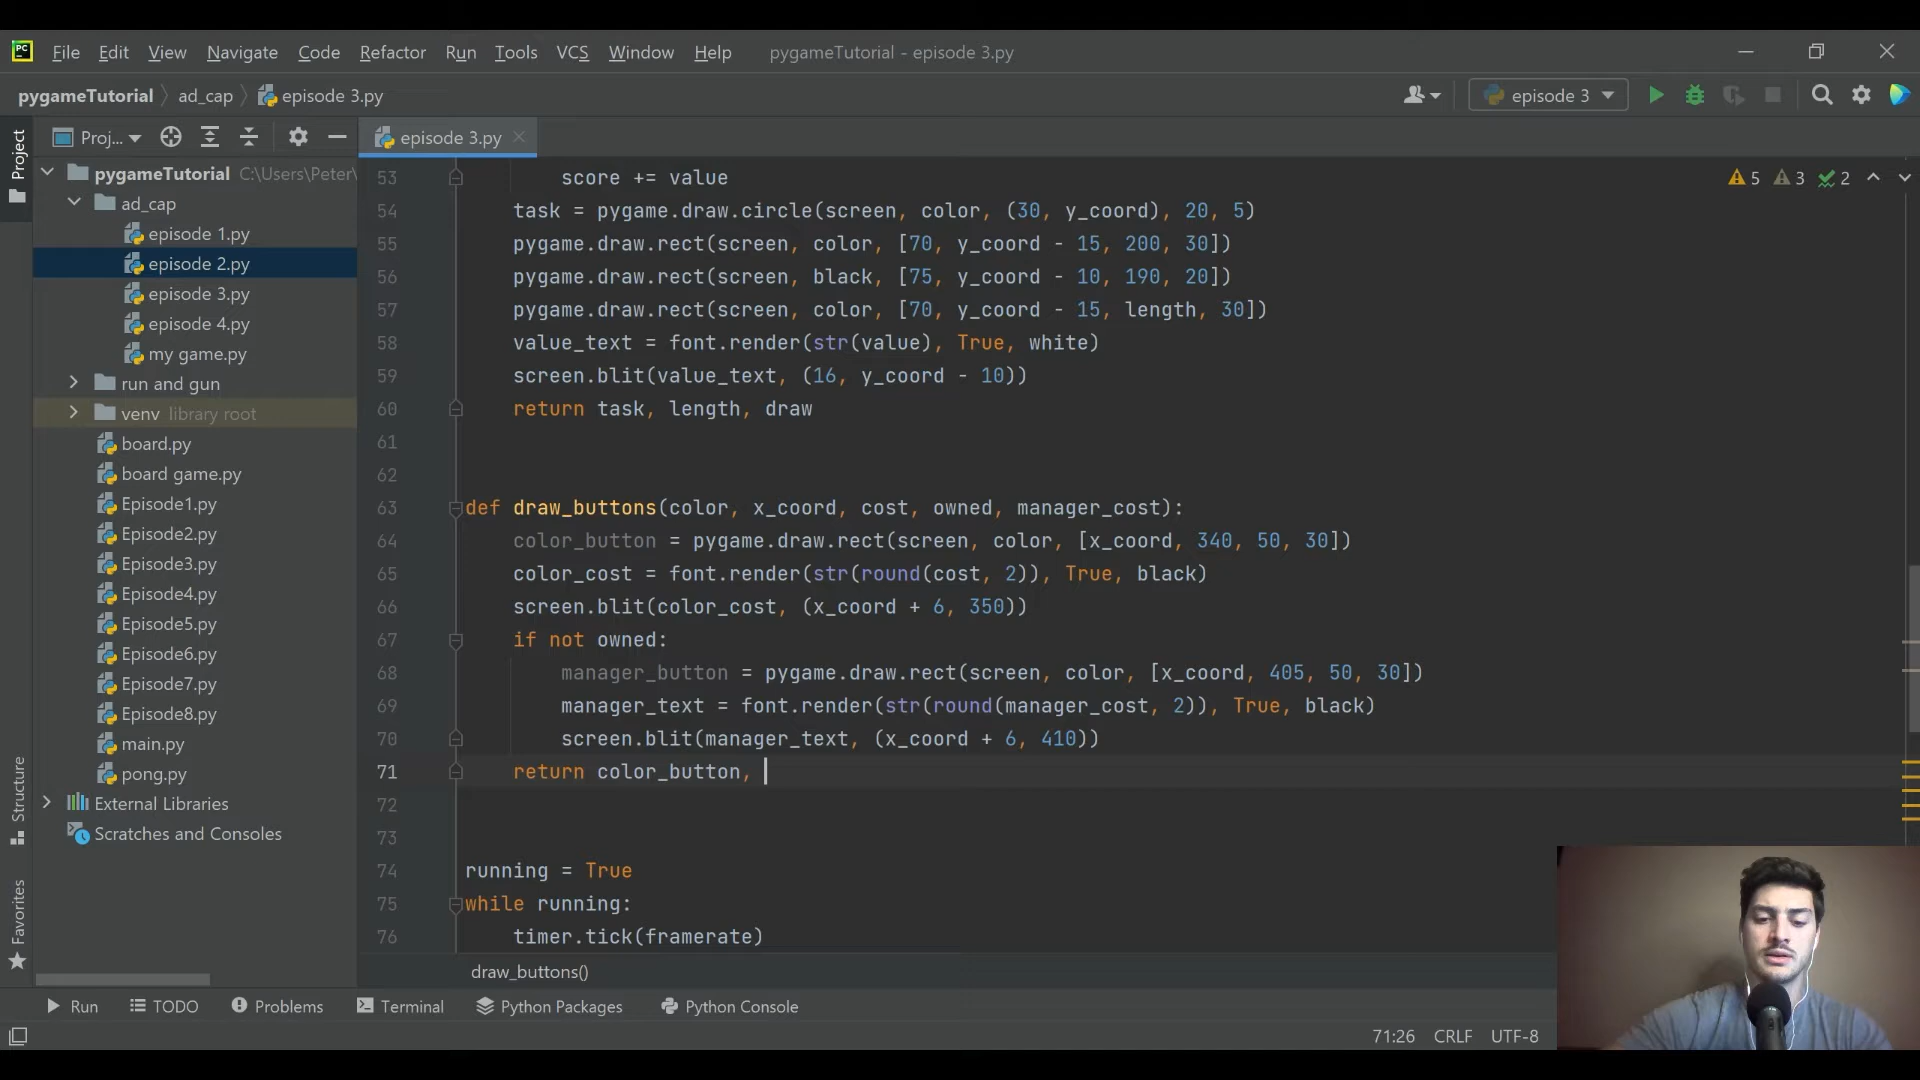 PC File Edit View Navigate Code Refactor Run Tools VCS Window Help pygameTutorial - episode 3.py
pygameTutorial ad_cap episode 3.py episode 3
Project
Proj... episode 3.py
pygameTutorial C:\Users\Peter\
ad_cap
episode 1.py
episode 2.py
episode 3.py
episode 4.py
my game.py
run and gun
venv library root
board.py
board game.py
Episode1.py
Episode2.py
Episode3.py
Episode4.py
Episode5.py
Episode6.py
Episode7.py
Episode8.py
main.py
pong.py
External Libraries
Scratches and Consoles
Structure
Favorites
5 3 2
53 score += value
54 task = pygame.draw.circle(screen, color, (30, y_coord), 20, 5)
55 pygame.draw.rect(screen, color, [70, y_coord - 15, 200, 30])
56 pygame.draw.rect(screen, black, [75, y_coord - 10, 190, 20])
57 pygame.draw.rect(screen, color, [70, y_coord - 15, length, 30])
58 value_text = font.render(str(value), True, white)
59 screen.blit(value_text, (16, y_coord - 10))
60 return task, length, draw
61
62
63 def draw_buttons(color, x_coord, cost, owned, manager_cost):
64 color_button = pygame.draw.rect(screen, color, [x_coord, 340, 50, 30])
65 color_cost = font.render(str(round(cost, 2)), True, black)
66 screen.blit(color_cost, (x_coord + 6, 350))
67 if not owned:
68 manager_button = pygame.draw.rect(screen, color, [x_coord, 405, 50, 30])
69 manager_text = font.render(str(round(manager_cost, 2)), True, black)
70 screen.blit(manager_text, (x_coord + 6, 410))
71 return color_button,
72
73
74 running = True
75 while running:
76 timer.tick(framerate)
draw_buttons()
Run TODO Problems Terminal Python Packages Python Console
71:26 CRLF UTF-8